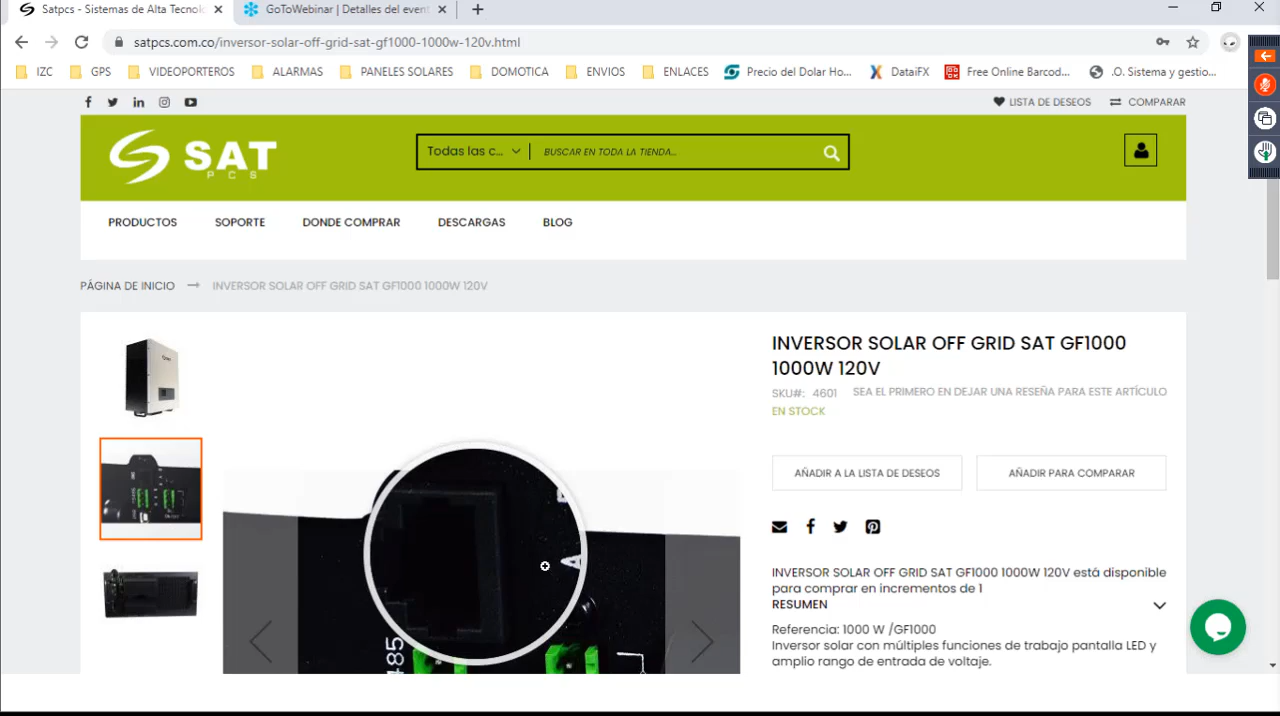 Satpcs - Sistemas de Alta Tecnol
GoToWebinar | Detalles del event
satpcs.com.co/inversor-solar-off-grid-sat-gf1000-1000w-120v.html
IZC
GPS
VIDEOPORTEROS
ALARMAS
PANELES SOLARES
DOMOTICA
ENVIOS
ENLACES
Precio del Dolar Ho...
DataiFX
Free Online Barcod...
.O. Sistema y gestio...
LISTA DE DESEOS
COMPARAR
SAT
PCS
Todas las c...
BUSCAR EN TODA LA TIENDA...
PRODUCTOS
SOPORTE
DONDE COMPRAR
DESCARGAS
BLOG
PÁGINA DE INICIO
INVERSOR SOLAR OFF GRID SAT GF1000 1000W 120V
INVERSOR SOLAR OFF GRID SAT GF1000
1000W 120V
SKU#: 4601
SEA EL PRIMERO EN DEJAR UNA RESEÑA PARA ESTE ARTÍCULO
EN STOCK
AÑADIR A LA LISTA DE DESEOS
AÑADIR PARA COMPARAR
INVERSOR SOLAR OFF GRID SAT GF1000 1000W 120V está disponible
para comprar en incrementos de 1
RESUMEN
Referencia: 1000 W /GF1000
Inversor solar con múltiples funciones de trabajo pantalla LED y
amplio rango de entrada de voltaje.
485